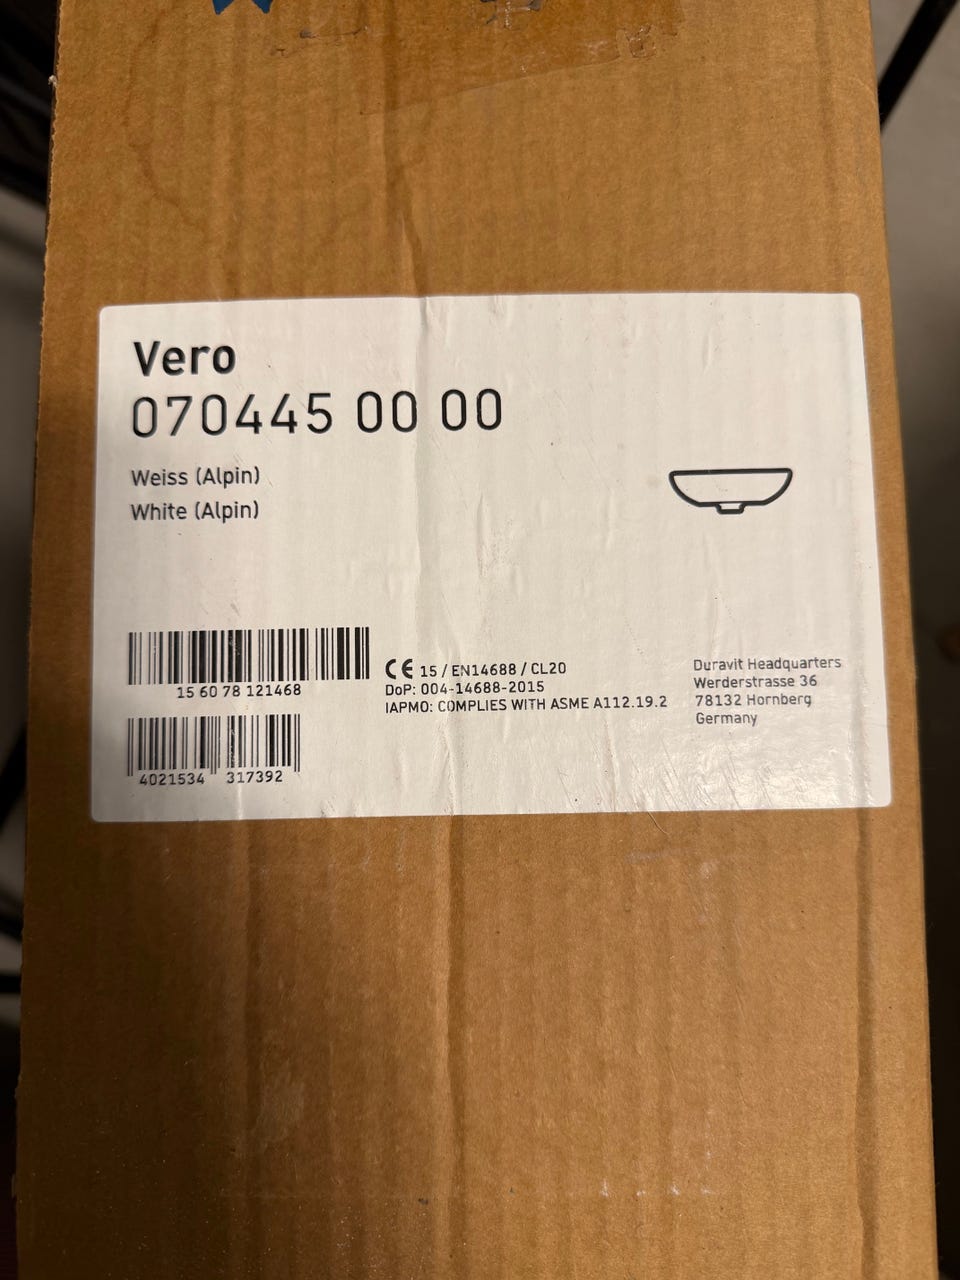 Vero
070445 00 00
Weiss (Alpin)
White (Alpin)
15 60 78 121468
4021534 317392
CE 15 / EN14688 / CL20
DoP: 004-14688-2015
IAPMO: COMPLIES WITH ASME A112.19.2
Duravit Headquarters
Werderstrasse 36
78132 Hornberg
Germany